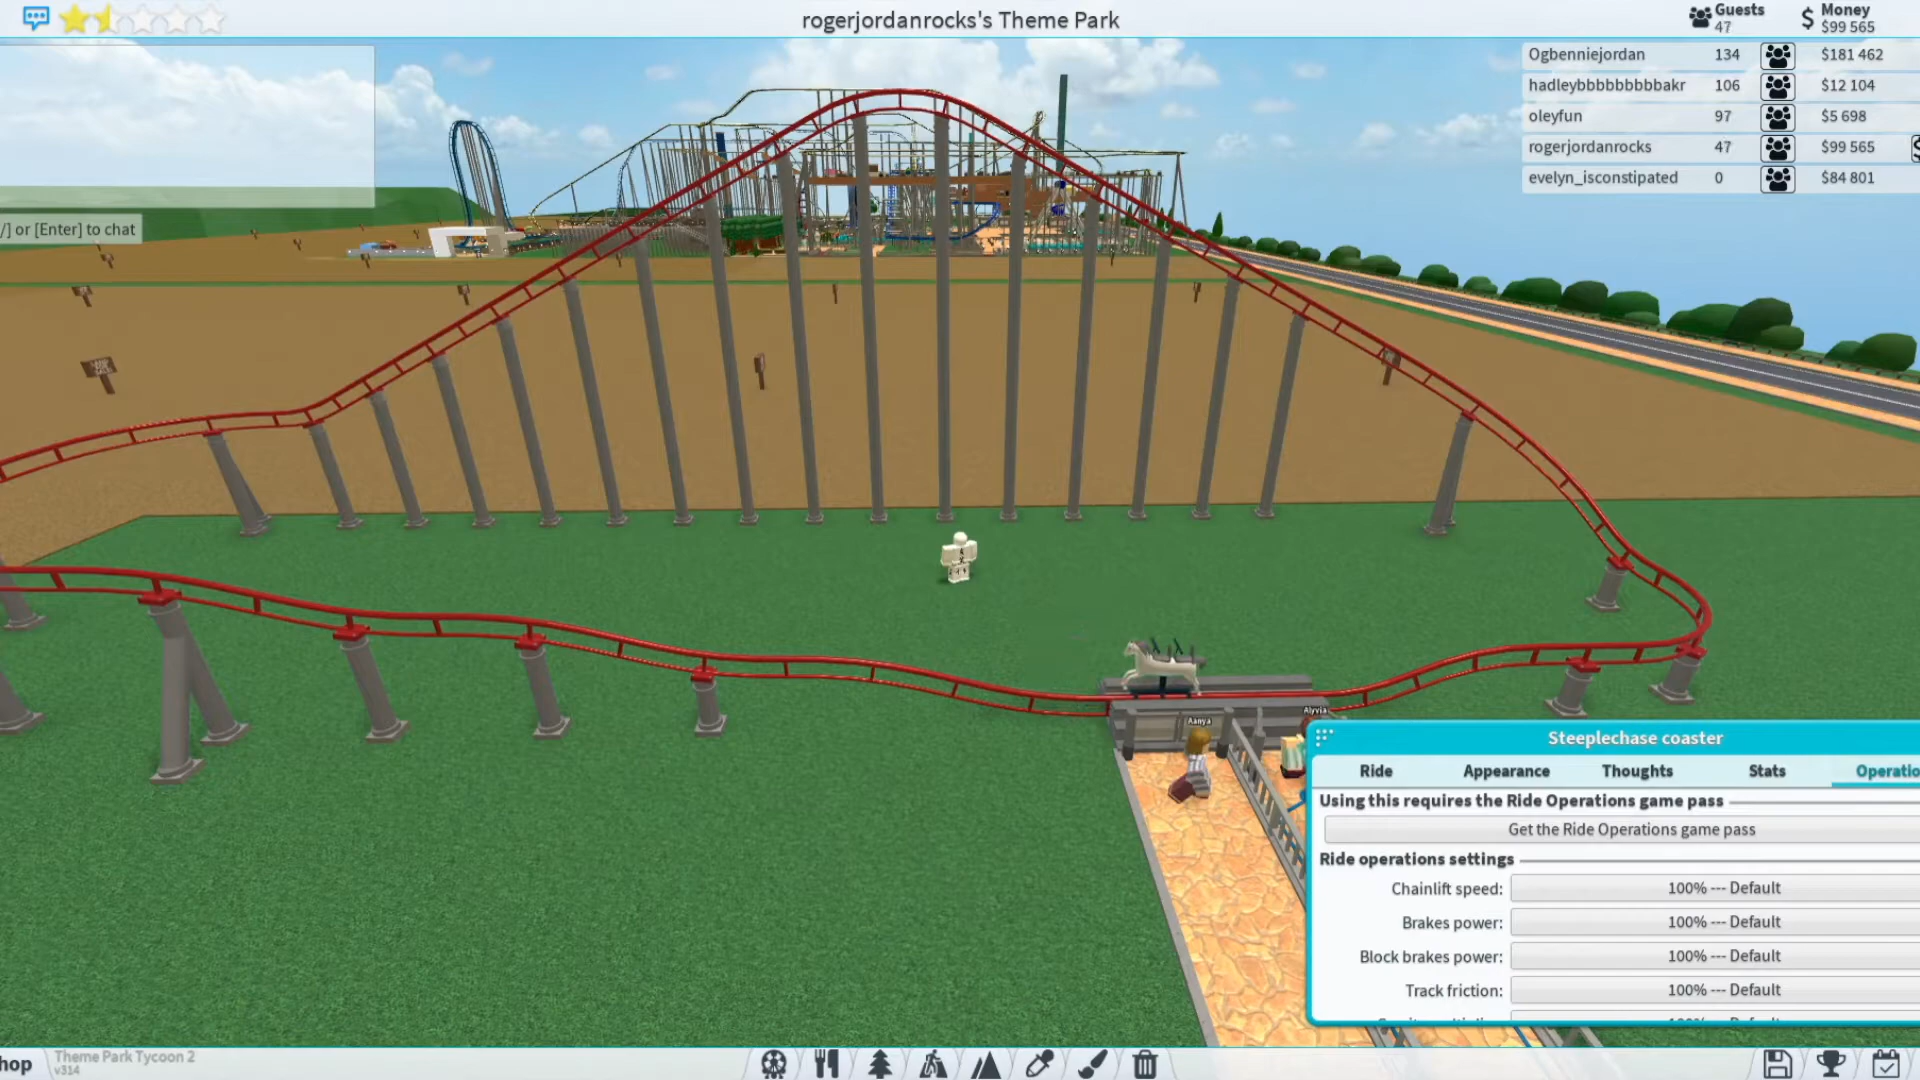 rogerjordanrocks's Theme Park
Guests
47
Money
$99 565
Ogbenniejordan 134 $181 462
hadleybbbbbbbbbakr 106 $12 104
oleyfun 97 $5 698
rogerjordanrocks 47 $99 565
evelyn_isconstipated 0 $84 801
/] or [Enter] to chat
Aanya
Alyvia
Steeplechase coaster
Ride Appearance Thoughts Stats Operatio
Using this requires the Ride Operations game pass
Get the Ride Operations game pass
Ride operations settings
Chainlift speed: 100% --- Default
Brakes power: 100% --- Default
Block brakes power: 100% --- Default
Track friction: 100% --- Default
hop
Theme Park Tycoon 2
v314